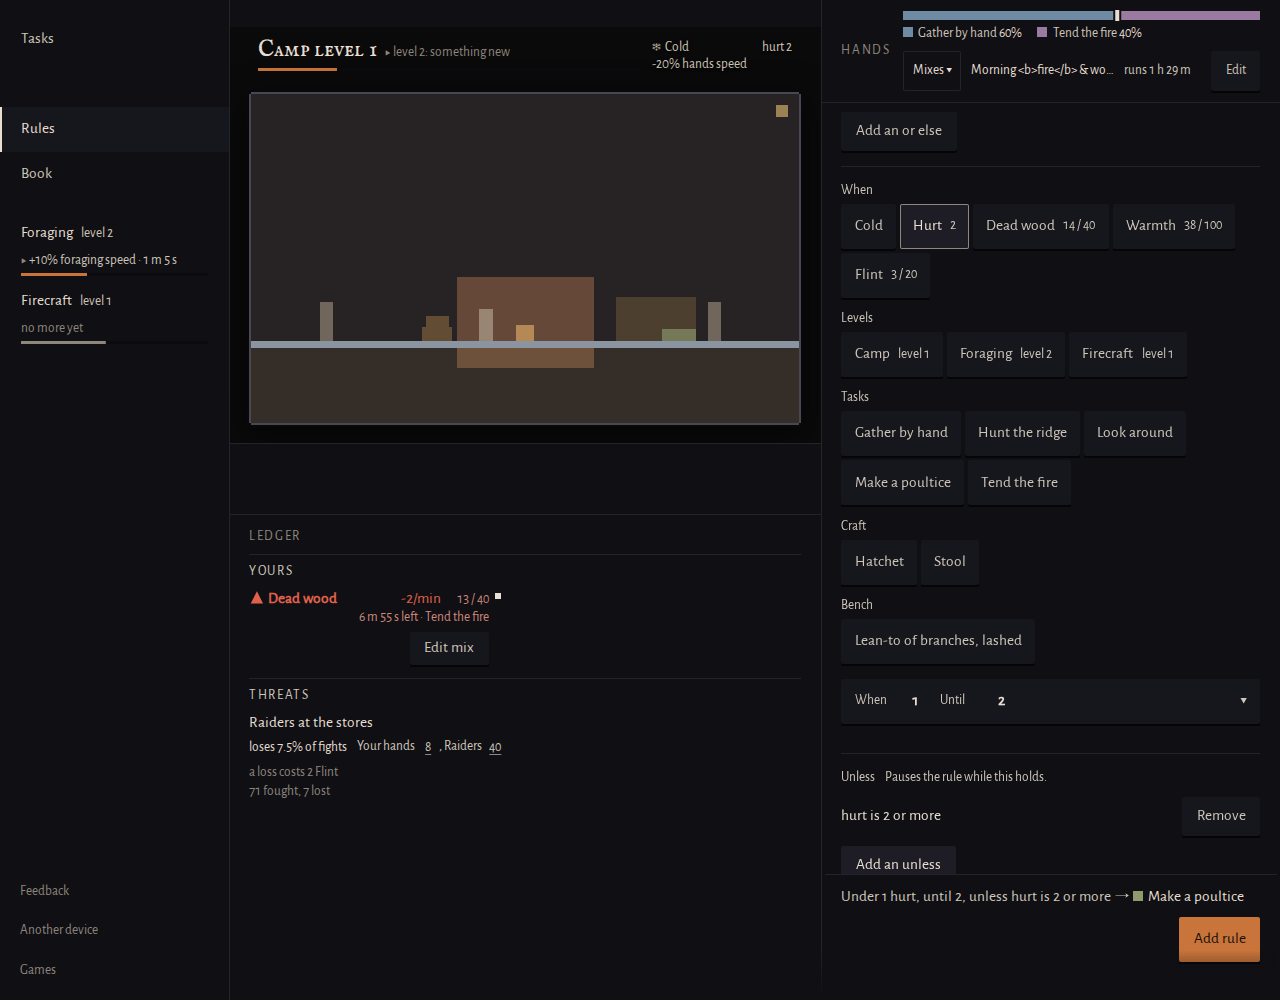 Tasks
Rules
Book
Foraging level 2
▸ +10% foraging speed · 1 m 5 s
Firecraft level 1
no more yet
Feedback
Another device
Games
Camp level 1 ▸ level 2: something new
❄ Cold
-20% hands speed
hurt 2
LEDGER
YOURS
Dead wood -2/min 13 / 40
6 m 55 s left · Tend the fire
Edit mix
THREATS
Raiders at the stores
loses 7.5% of fights Your hands 8 , Raiders 40
a loss costs 2 Flint
71 fought, 7 lost
HANDS
Gather by hand 60% Tend the fire 40%
Mixes ▾ Morning <b>fire</b> & wo... runs 1 h 29 m Edit
Add an or else
When
Cold Hurt 2 Dead wood 14 / 40 Warmth 38 / 100
Flint 3 / 20
Levels
Camp level 1 Foraging level 2 Firecraft level 1
Tasks
Gather by hand Hunt the ridge Look around
Make a poultice Tend the fire
Craft
Hatchet Stool
Bench
Lean-to of branches, lashed
When 1 Until 2 ▾
Unless Pauses the rule while this holds.
hurt is 2 or more Remove
Add an unless
Under 1 hurt, until 2, unless hurt is 2 or more → Make a poultice
Add rule